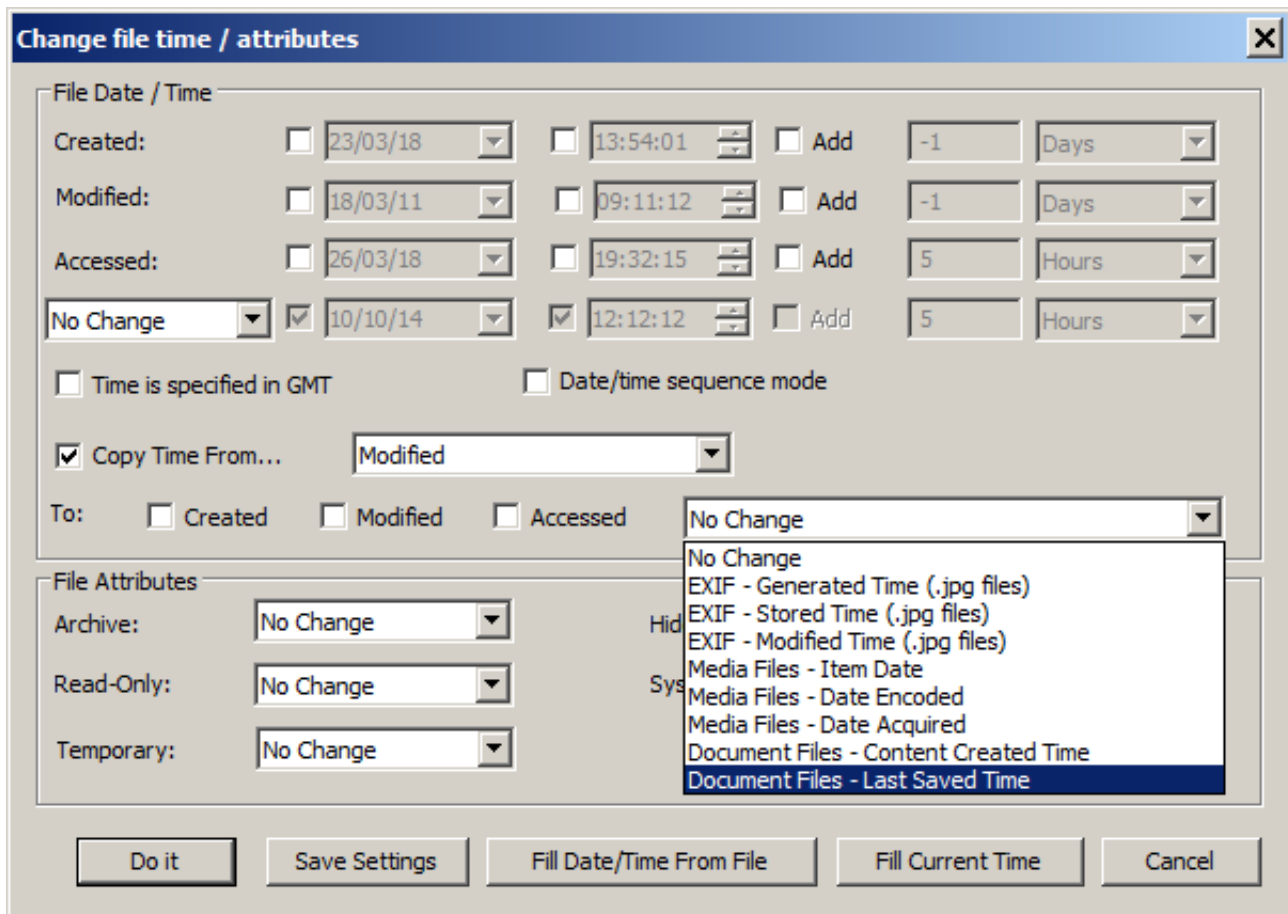 Change file time / attributes
File Date / Time
Created: 23/03/18 13:54:01 Add -1 Days
Modified: 18/03/11 09:11:12 Add -1 Days
Accessed: 26/03/18 19:32:15 Add 5 Hours
No Change 10/10/14 12:12:12 Add 5 Hours
Time is specified in GMT Date/time sequence mode
Copy Time From... Modified
To: Created Modified Accessed No Change
No Change
EXIF - Generated Time (.jpg files)
EXIF - Stored Time (.jpg files)
EXIF - Modified Time (.jpg files)
Media Files - Item Date
Media Files - Date Encoded
Media Files - Date Acquired
Document Files - Content Created Time
Document Files - Last Saved Time
File Attributes
Archive: No Change Hid
Read-Only: No Change Sys
Temporary: No Change
Do it Save Settings Fill Date/Time From File Fill Current Time Cancel